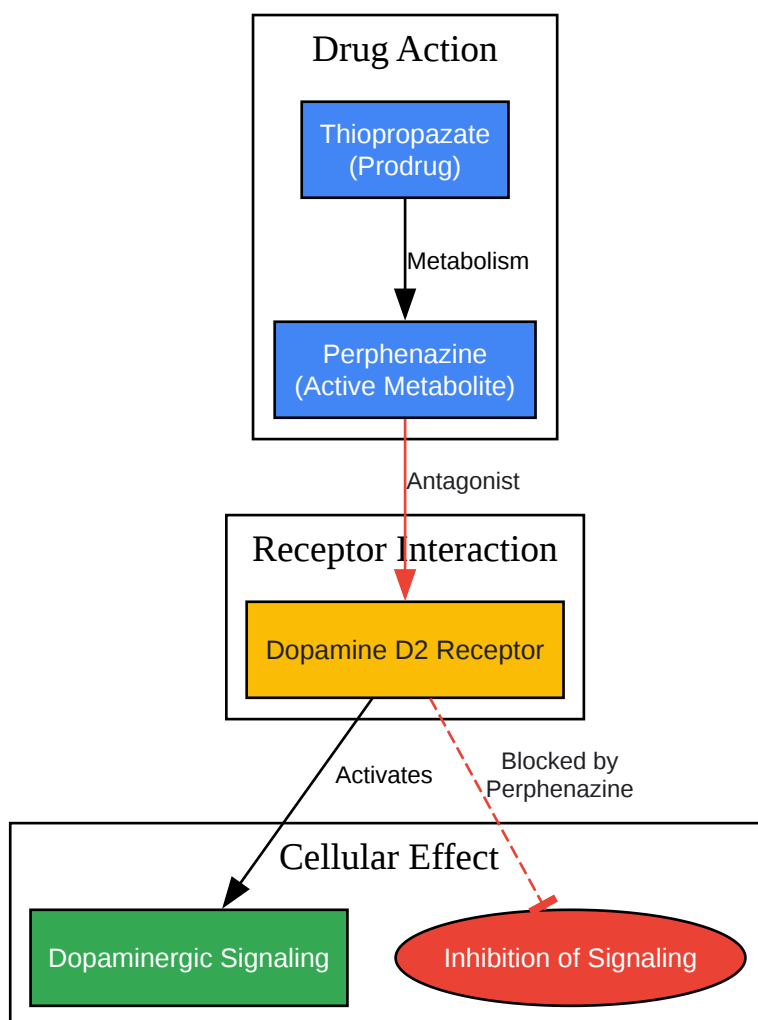 Drug Action
Thiopropazate
(Prodrug)
Metabolism
Perphenazine
(Active Metabolite)
Antagonist
Receptor Interaction
Dopamine D2 Receptor
Activates
Blocked by
Perphenazine
Cellular Effect
Dopaminergic Signaling
Inhibition of Signaling